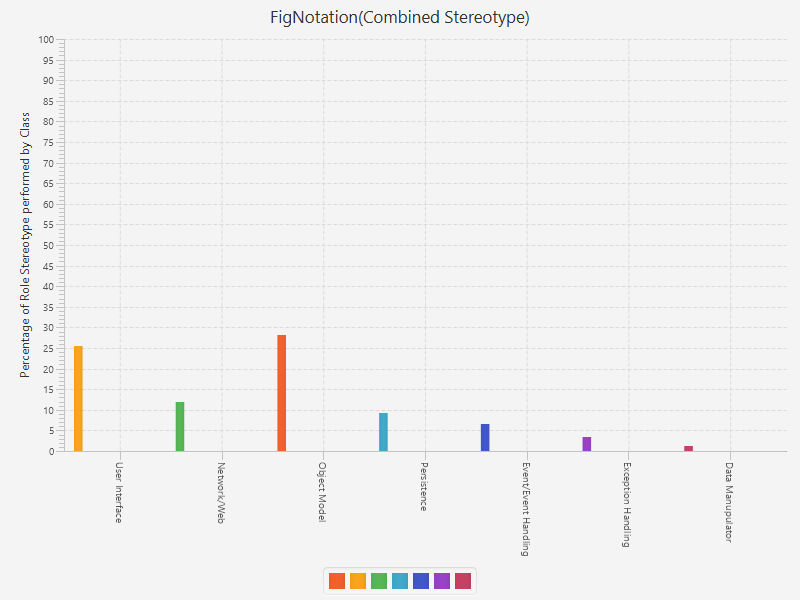 FigNotation(Combined Stereotype)
Percentage of Role Stereotype performed by Class
100
95
90
85
80
75
70
65
60
55
50
45
40
35
30
25
20
15
10
5
0
User Interface
Network/Web
Object Model
Persistence
Event/Event Handling
Exception Handling
Data Manupulator